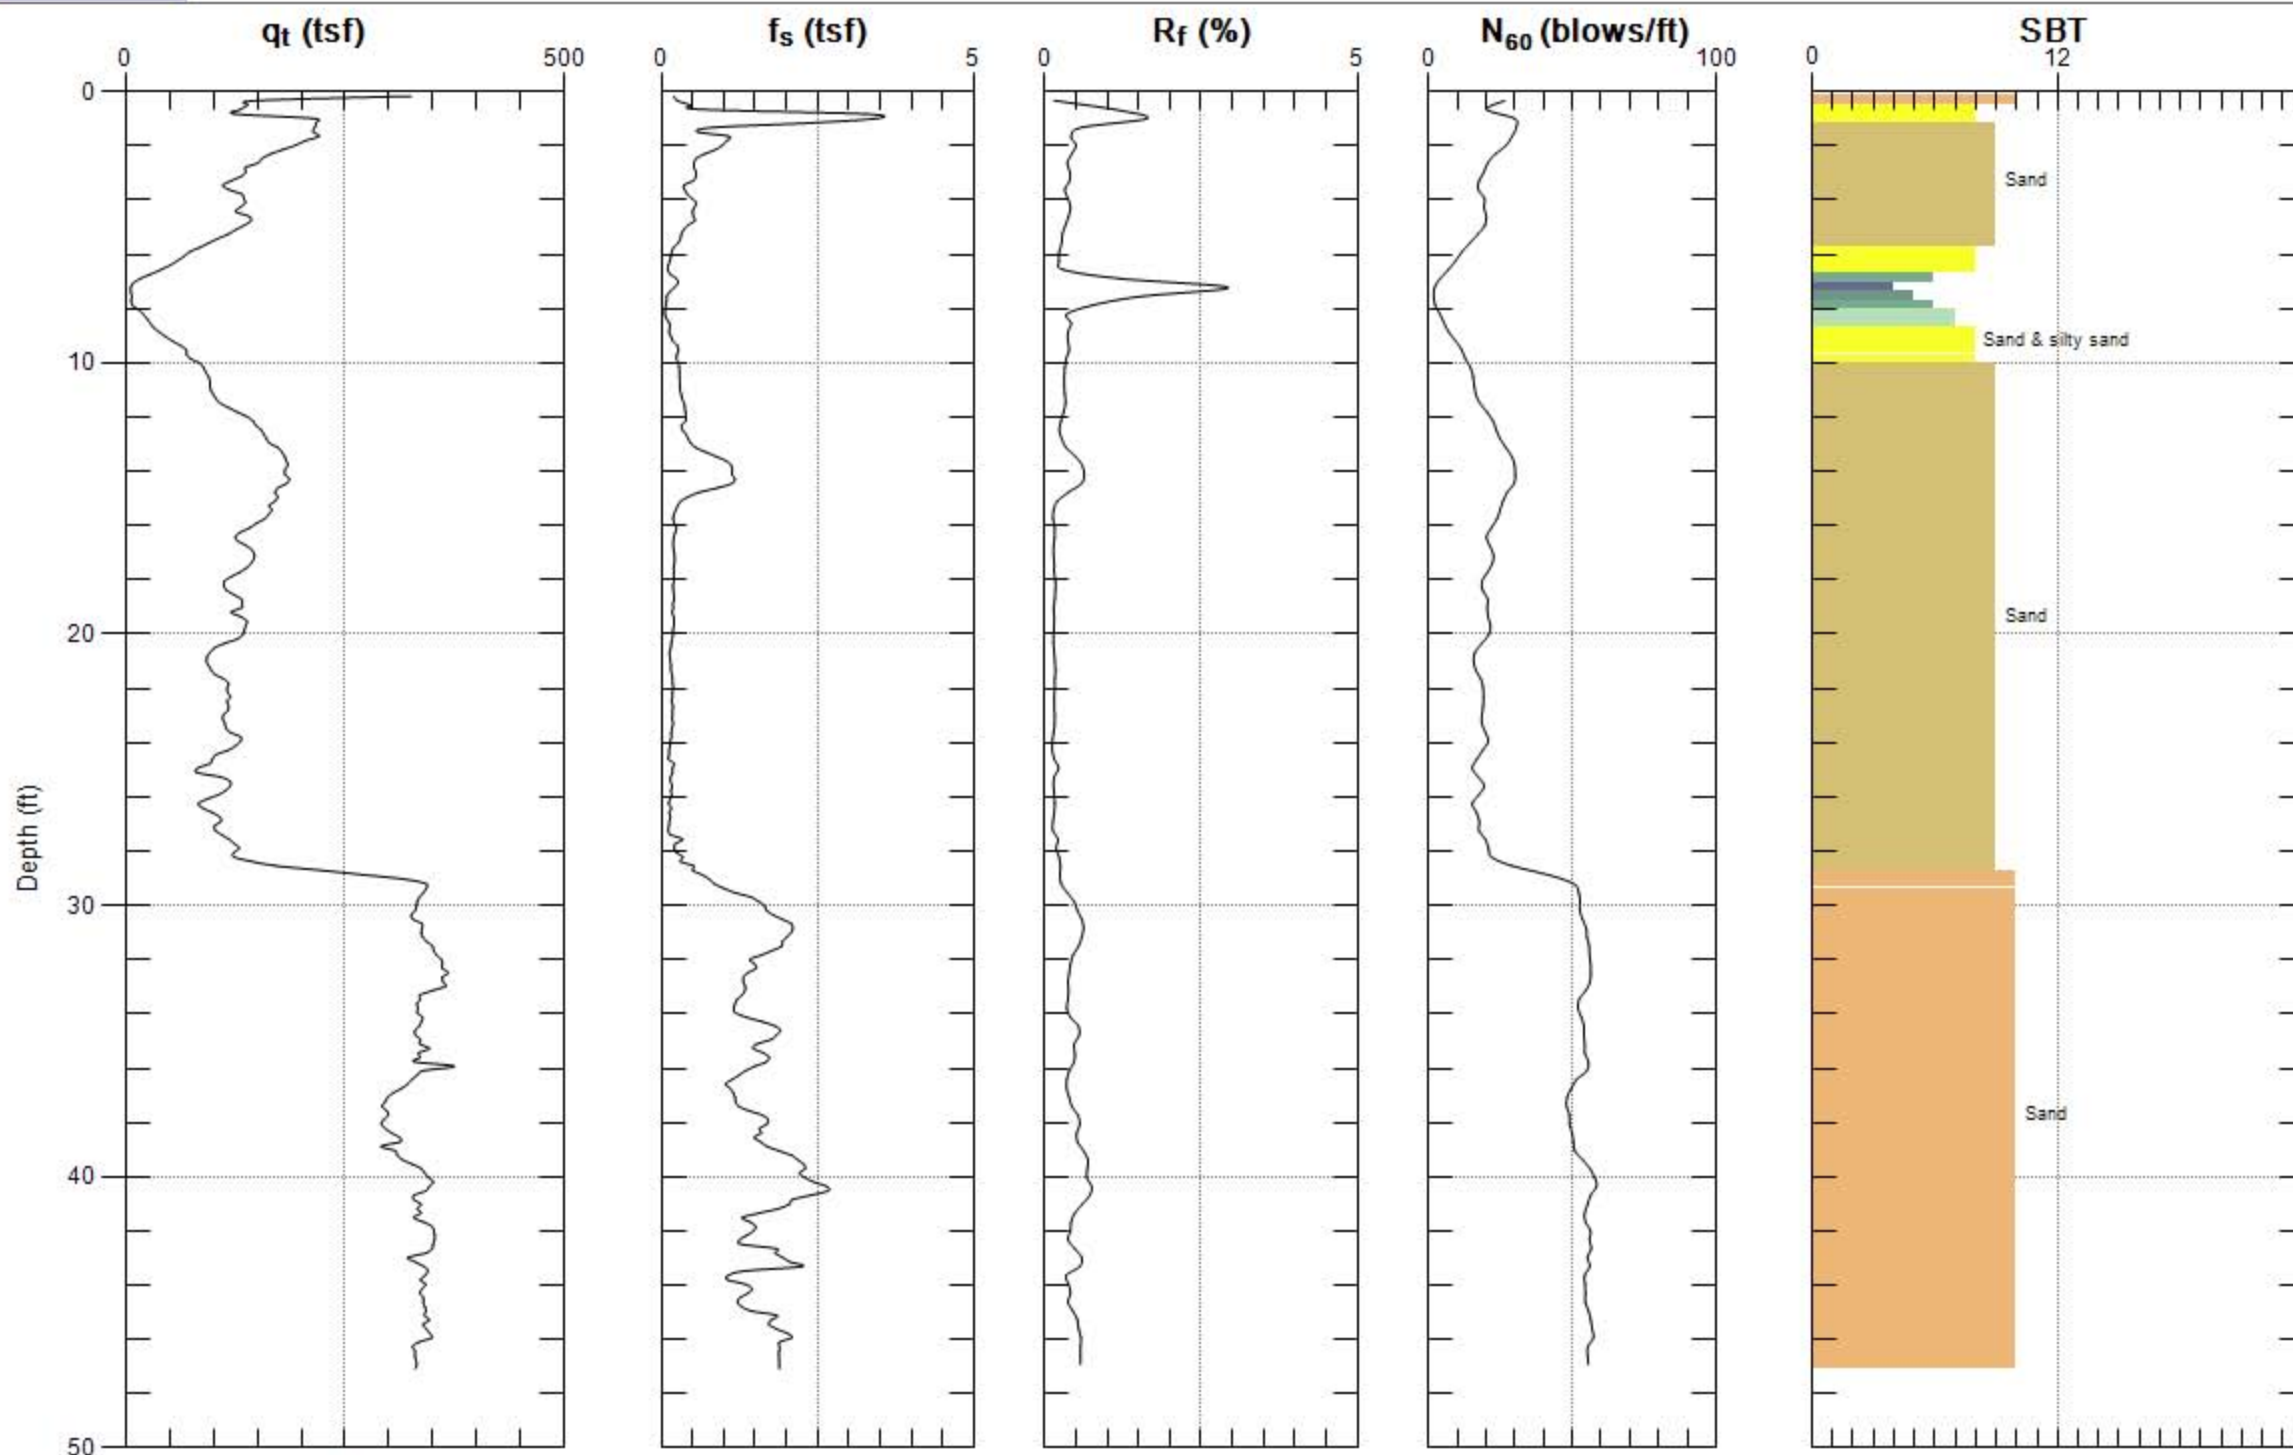 qt (tsf) fs (tsf) Rf (%) N60 (blows/ft) SBT
0 500 0 5 0 5 0 100 0 12
0
Sand
Sand & silty sand
10
Sand
20
Depth (ft)
30
Sand
40
50